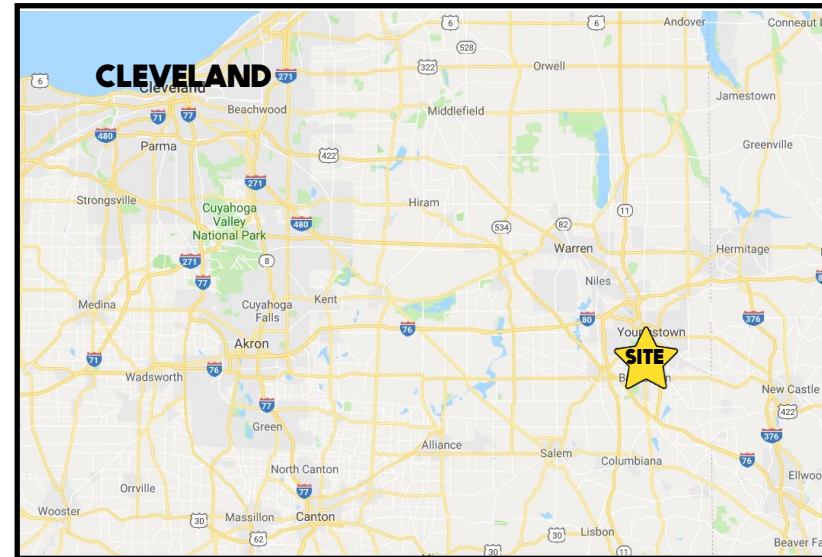 6
6
Andover
Conneaut L
528
CLEVELAND
Cleveland
271
322
Orwell
6
Jamestown
71
77
Beachwood
Middlefield
480
Parma
422
Greenville
271
Strongsville
Cuyahoga
Valley
National Park
Hiram
11
480
534
82
Warren
Hermitage
271
8
77
Niles
Medina
Cuyahoga
Falls
Kent
80
376
76
Akron
SITE
71
76
Wadsworth
New Castle
77
422
Green
376
Alliance
Salem
Columbiana
76
North Canton
Ellwoo
77
Orrville
Wooster
30
Massillon
Canton
62
30
Lisbon
30
11
Beaver Fa